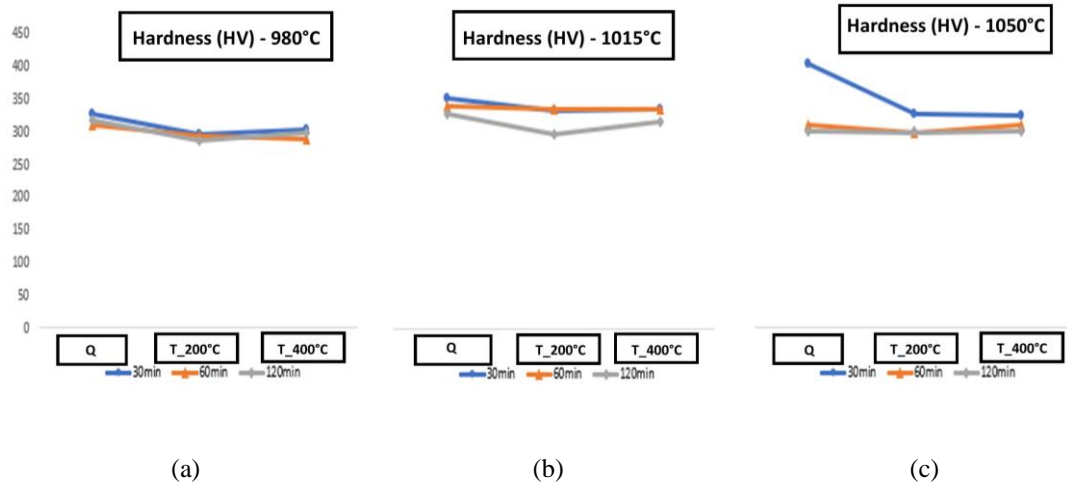 Hardness (HV) - 980°C
Hardness (HV) - 1015°C
Hardness (HV) - 1050°C
450
400
350
300
250
200
150
100
50
0
Q
T_200°C
T_400°C
Q
T_200°C
T_400°C
Q
T_200°C
T_400°C
30min 60min 120min
30min 60min 120min
30min 60min 120min
(a)
(b)
(c)